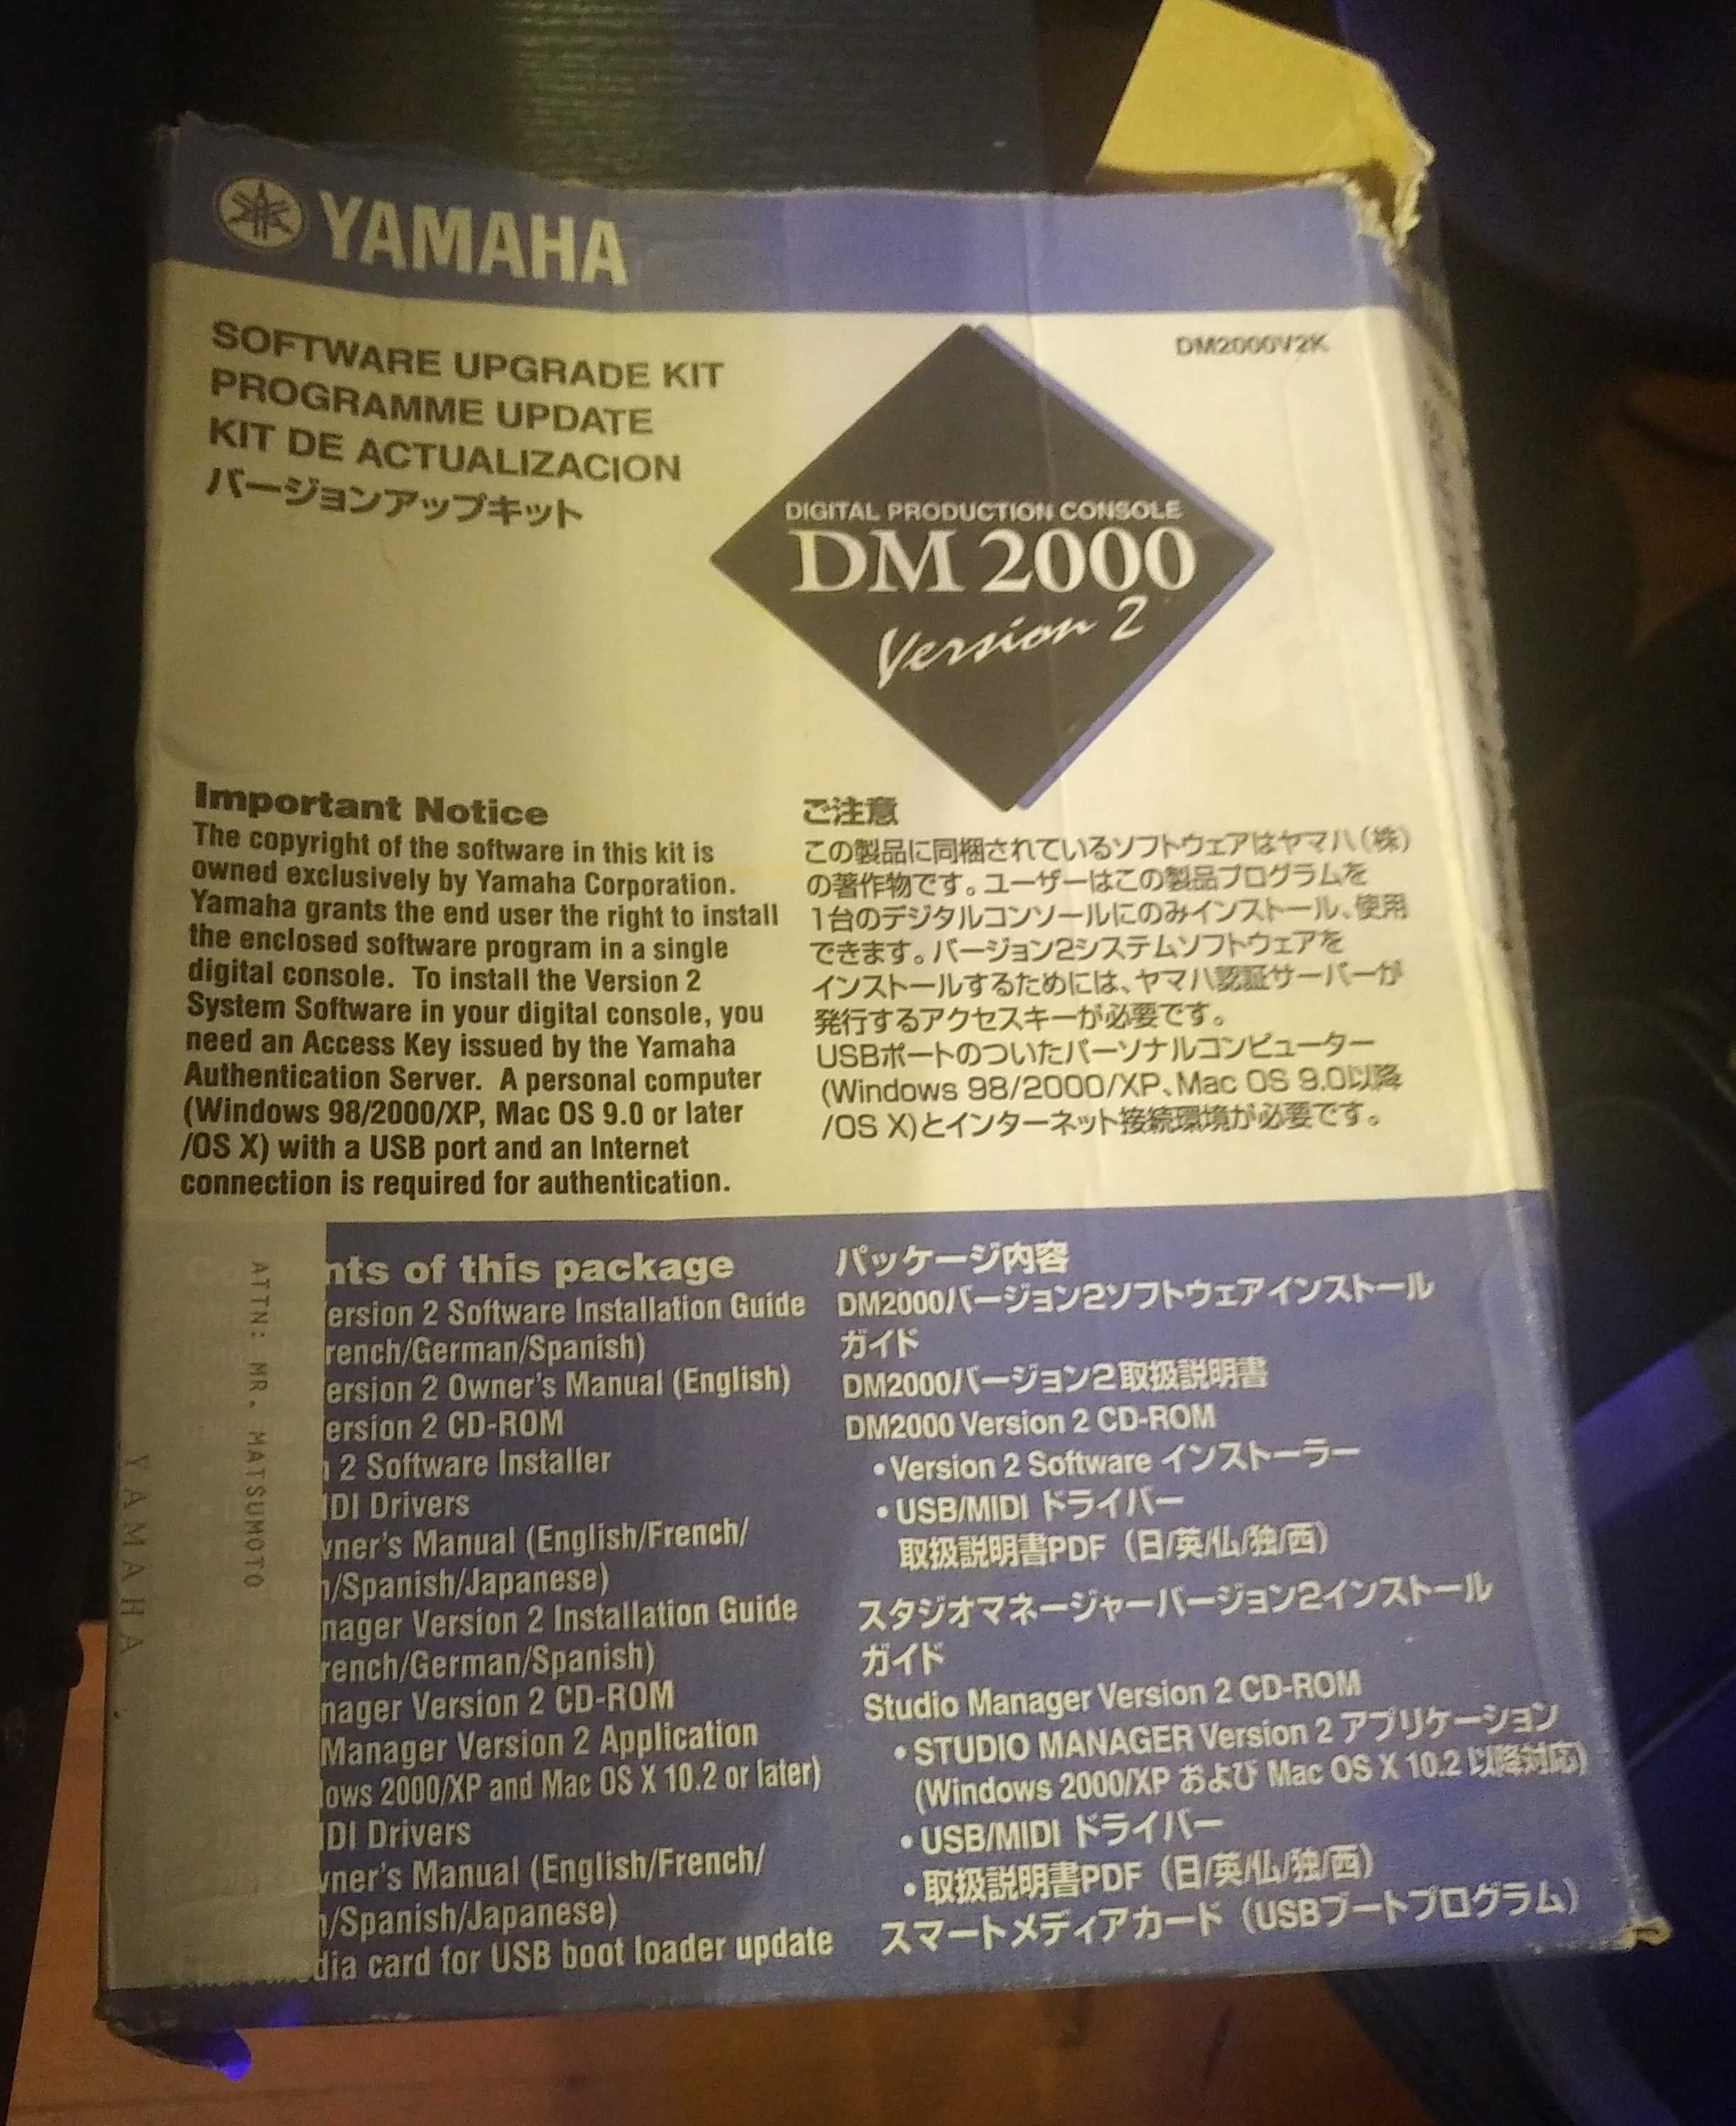 YAMAHA
SOFTWARE UPGRADE KIT
PROGRAMME UPDATE
KIT DE ACTUALIZACION
バージョンアップキット
DM2000V2K
DIGITAL PRODUCTION CONSOLE
DM 2000
Version 2
Important Notice
The copyright of the software in this kit is
owned exclusively by Yamaha Corporation.
Yamaha grants the end user the right to install
the enclosed software program in a single
digital console. To install the Version 2
System Software in your digital console, you
need an Access Key issued by the Yamaha
Authentication Server. A personal computer
(Windows 98/2000/XP, Mac OS 9.0 or later
/OS X) with a USB port and an Internet
connection is required for authentication.
ご注意
この製品に同梱されているソフトウェアはヤマハ(株)
の著作物です。ユーザーはこの製品プログラムを
1台のデジタルコンソールにのみインストール、使用
できます。バージョン2システムソフトウェアを
インストールするためには、ヤマハ認証サーバーが
発行するアクセスキーが必要です。
USBポートのついたパーソナルコンピューター
(Windows 98/2000/XP、Mac OS 9.0以降
/OS X)とインターネット接続環境が必要です。
nts of this package
ersion 2 Software Installation Guide
rench/German/Spanish)
ersion 2 Owner's Manual (English)
ersion 2 CD-ROM
2 Software Installer
IDI Drivers
wner's Manual (English/French/
/Spanish/Japanese)
nager Version 2 Installation Guide
rench/German/Spanish)
nager Version 2 CD-ROM
Manager Version 2 Application
ows 2000/XP and Mac OS X 10.2 or later)
IDI Drivers
wner's Manual (English/French/
/Spanish/Japanese)
dia card for USB boot loader update
パッケージ内容
DM2000バージョン2ソフトウェアインストール
ガイド
DM2000バージョン2取扱説明書
DM2000 Version 2 CD-ROM
•Version 2 Software インストーラー
•USB/MIDI ドライバー
取扱説明書PDF(日/英/仏/独/西)
スタジオマネージャーバージョン2インストール
ガイド
Studio Manager Version 2 CD-ROM
•STUDIO MANAGER Version 2 アプリケーション
(Windows 2000/XP および Mac OS X 10.2 以降対応)
•USB/MIDI ドライバー
•取扱説明書PDF(日/英/仏/独/西)
スマートメディアカード(USBブートプログラム)
ATTN: MR. MATSUMOTO
YAMAHA